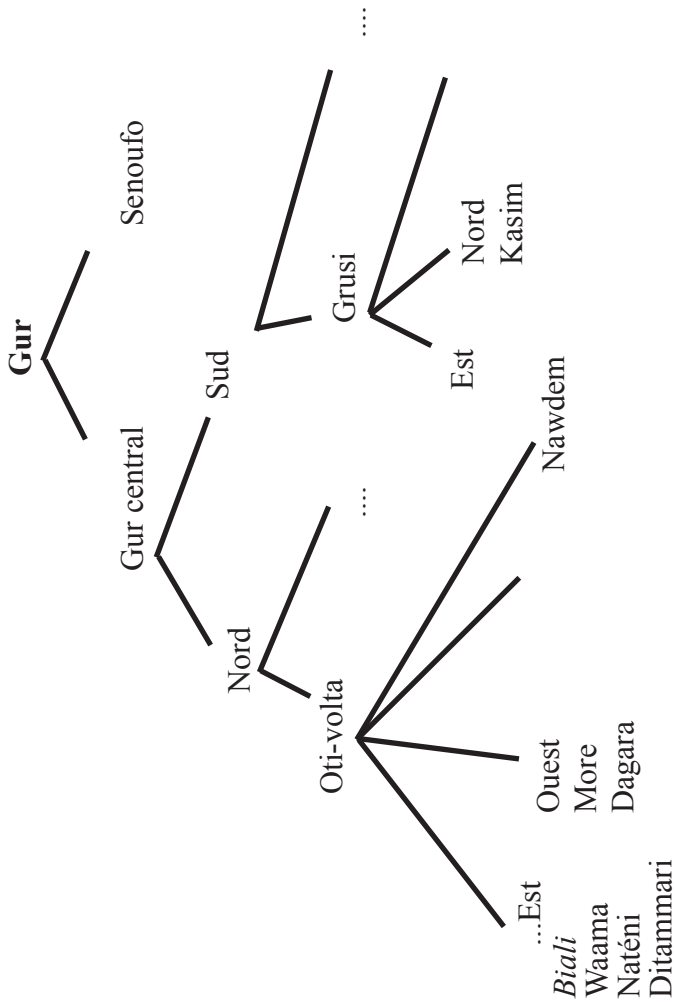 Gur
Gur central
Senoufo
Nord
Sud
Oti-volta
....
Grusi
....
...Est
Biali
Waama
Naténi
Ditammari
Ouest
More
Dagara
Nawdem
Est
Nord
Kasim